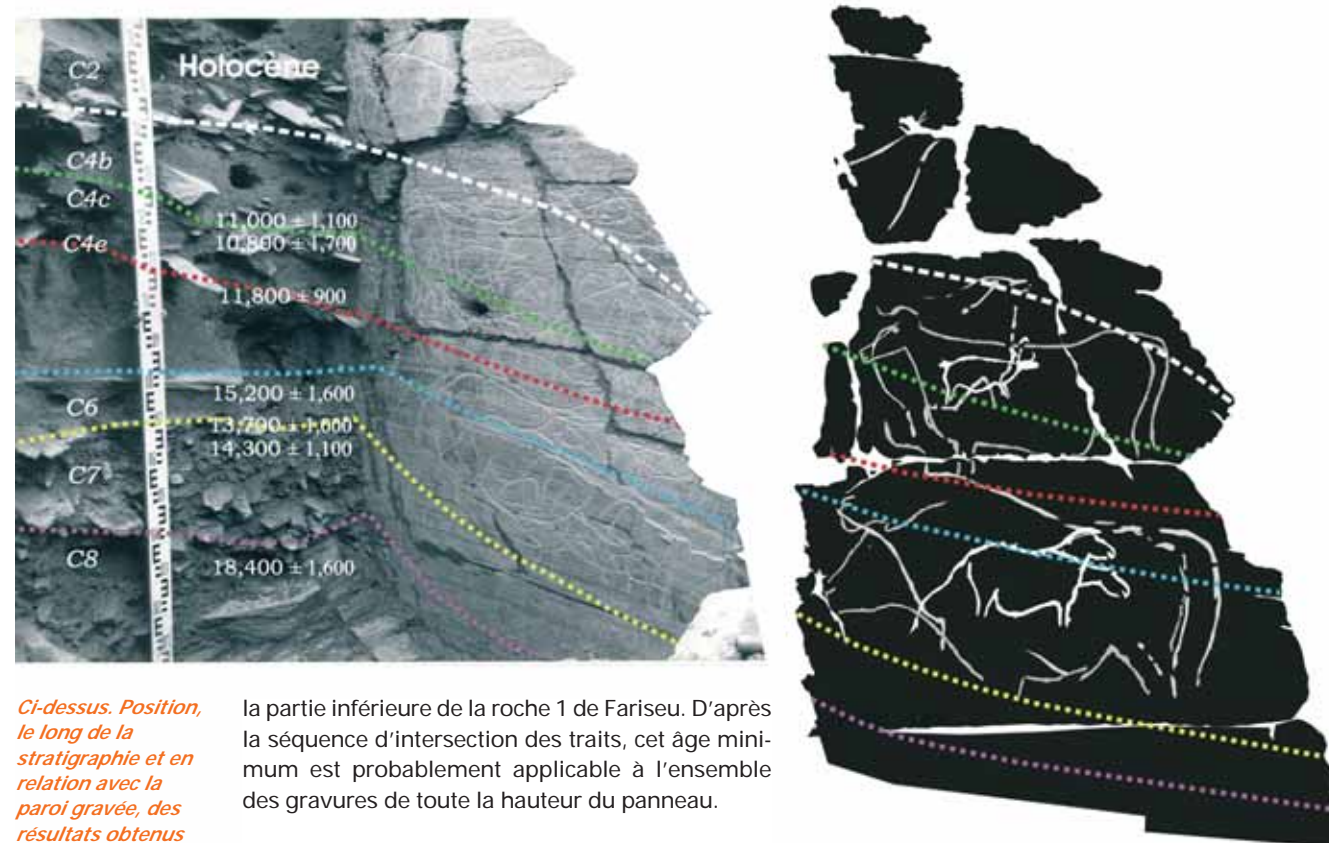 C2
Holocène
C4b
C4c
11,000 ± 1,100
10,800 ± 1,700
C4e
11,800 ± 900
15,200 ± 1,600
C6
13,700 ± 1,600
14,300 ± 1,100
C7
C8
18,400 ± 1,600
Ci-dessus. Position,
le long de la
stratigraphie et en
relation avec la
paroi gravée, des
résultats obtenus
la partie inférieure de la roche 1 de Fariseu. D'après
la séquence d'intersection des traits, cet âge mini-
mum est probablement applicable à l'ensemble
des gravures de toute la hauteur du panneau.